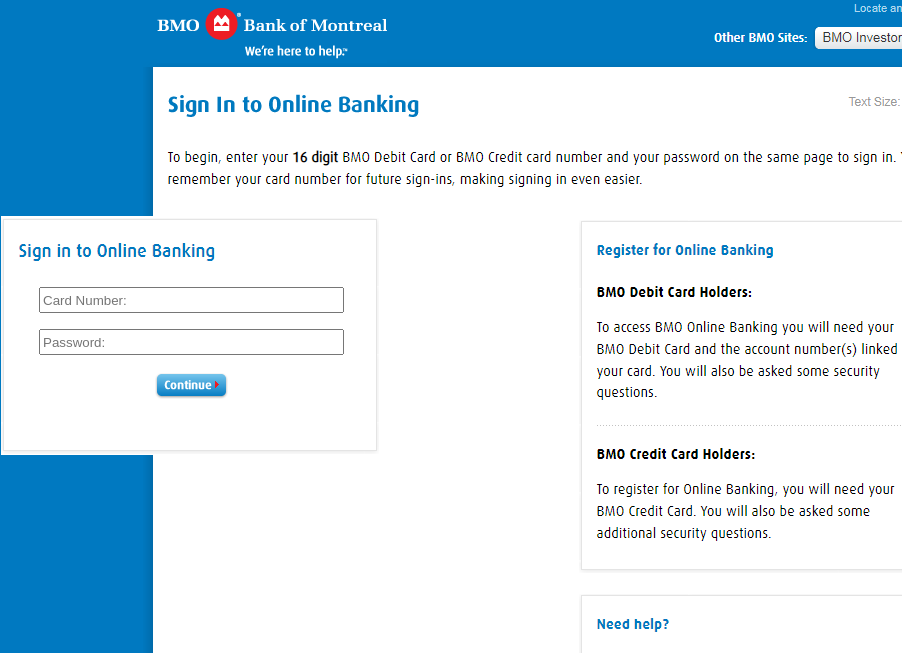 Locate an
BMO Bank of Montreal
We're here to help.™
Other BMO Sites: BMO Investor
Sign In to Online Banking
Text Size:
To begin, enter your 16 digit BMO Debit Card or BMO Credit card number and your password on the same page to sign in.
remember your card number for future sign-ins, making signing in even easier.
Sign in to Online Banking
Card Number:
Password:
Continue
Register for Online Banking
BMO Debit Card Holders:
To access BMO Online Banking you will need your
BMO Debit Card and the account number(s) linked
your card. You will also be asked some security
questions.
BMO Credit Card Holders:
To register for Online Banking, you will need your
BMO Credit Card. You will also be asked some
additional security questions.
Need help?